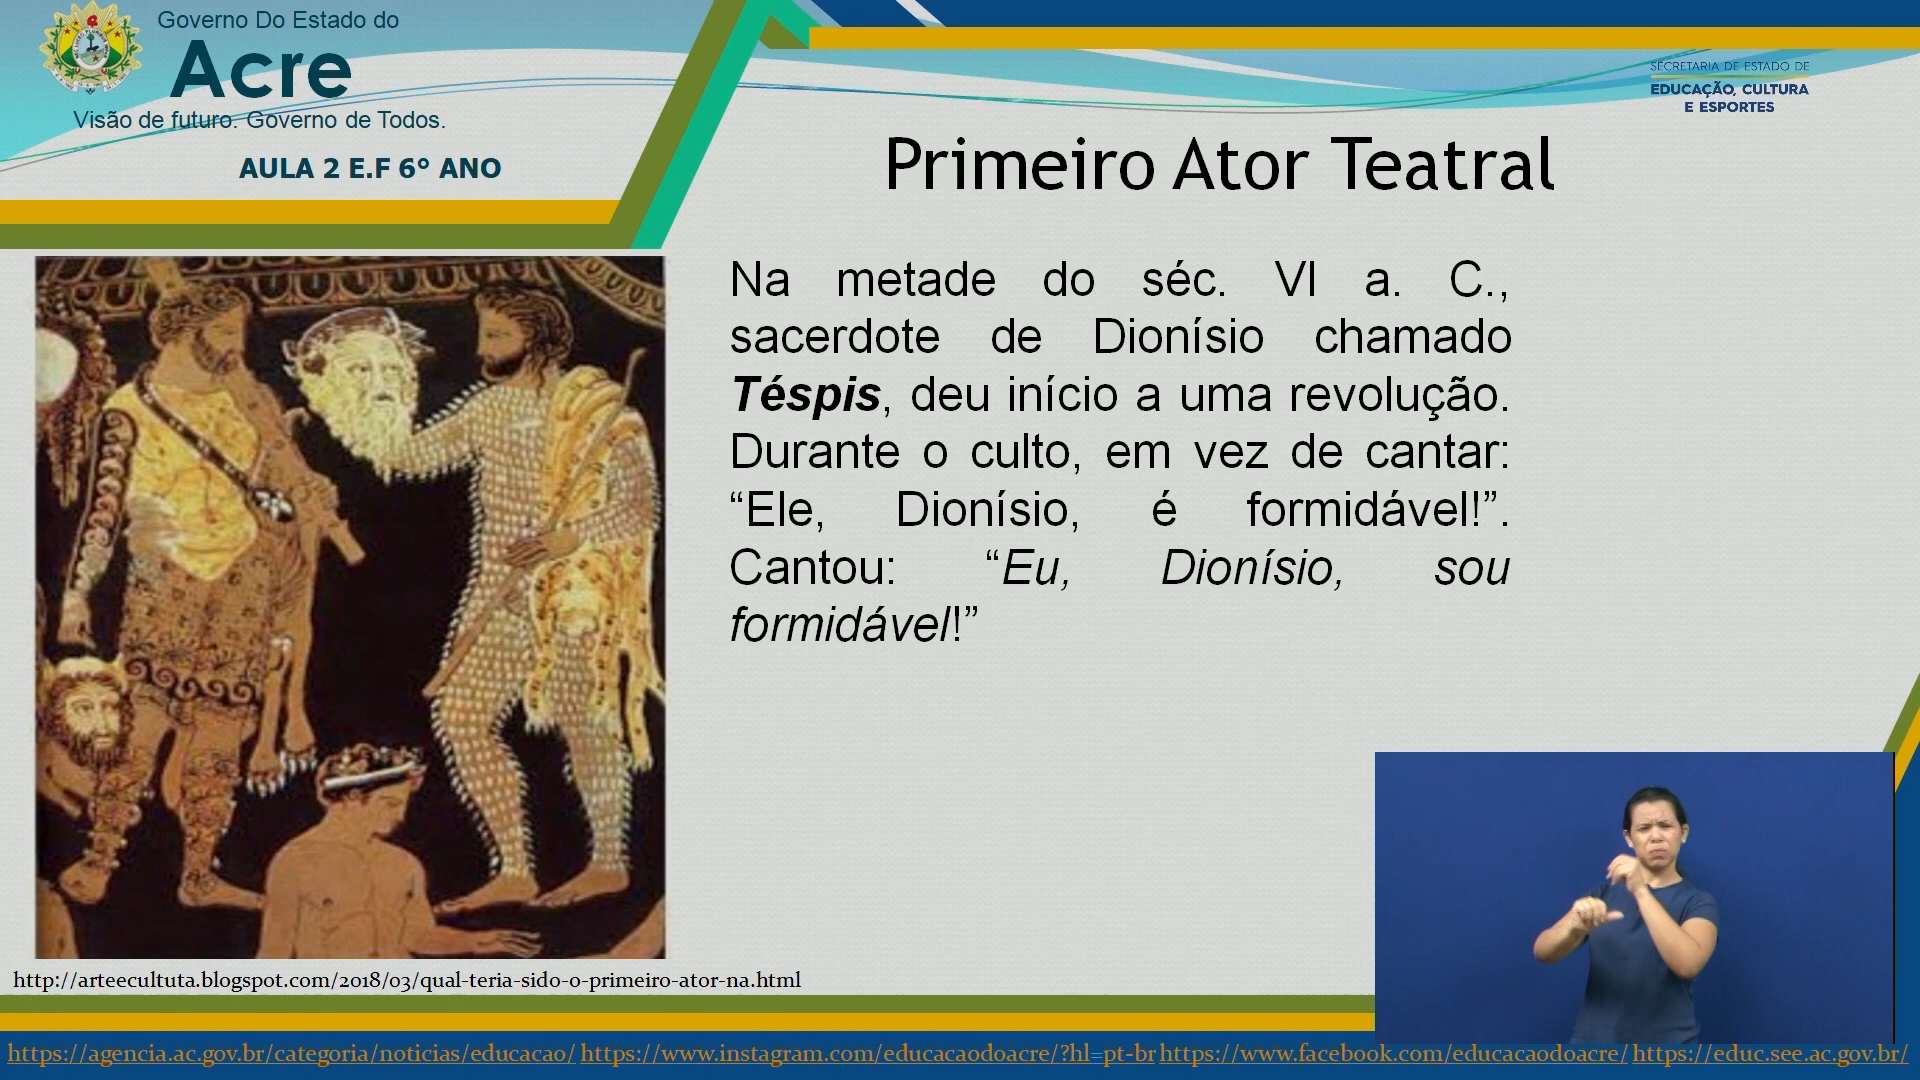 Governo Do Estado do
Acre
Visão de futuro. Governo de Todos.
AULA 2 E.F 6° ANO
SECRETARIA DE ESTADO DE
EDUCAÇÃO, CULTURA
E ESPORTES
Primeiro Ator Teatral
Na metade do séc. VI a. C.,
sacerdote de Dionísio chamado
Téspis, deu início a uma revolução.
Durante o culto, em vez de cantar:
“Ele, Dionísio, é formidável!”.
Cantou: “Eu, Dionísio, sou
formidável!”
http://arteecultuta.blogspot.com/2018/03/qual-teria-sido-o-primeiro-ator-na.html
https://agencia.ac.gov.br/categoria/noticias/educacao/ https://www.instagram.com/educacaodoacre/?hl=pt-br https://www.facebook.com/educacaodoacre/ https://educ.see.ac.gov.br/